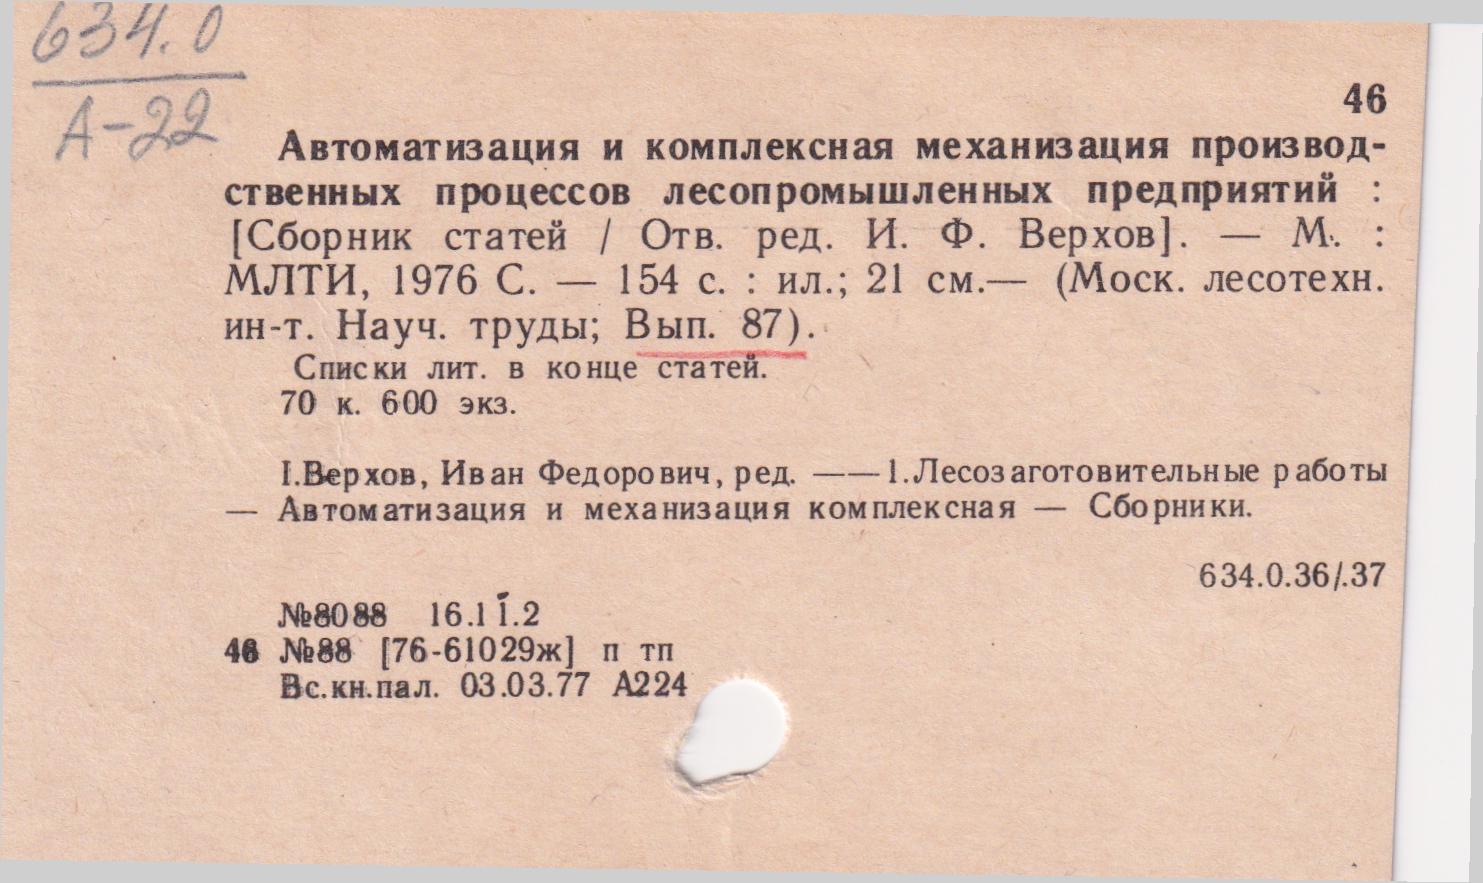 634.0
А-22
46
Автоматизация и комплексная механизация производ-
ственных процессов лесопромышленных предприятий :
[Сборник статей / Отв. ред. И. Ф. Верхов]. — М. :
МЛТИ, 1976 С. — 154 с. : ил.; 21 см.— (Моск. лесотехн.
ин-т. Науч. труды; Вып. 87).
Списки лит. в конце статей.
70 к. 600 экз.
I.Верхов, Иван Федорович, ред. ——1.Лесозаготовительные работы
— Автоматизация и механизация комплексная — Сборники.
634.0.36/.37
№8088 16.11.2
46 №88 [76-61029ж] п тп
Вс.кн.пал. 03.03.77 А224